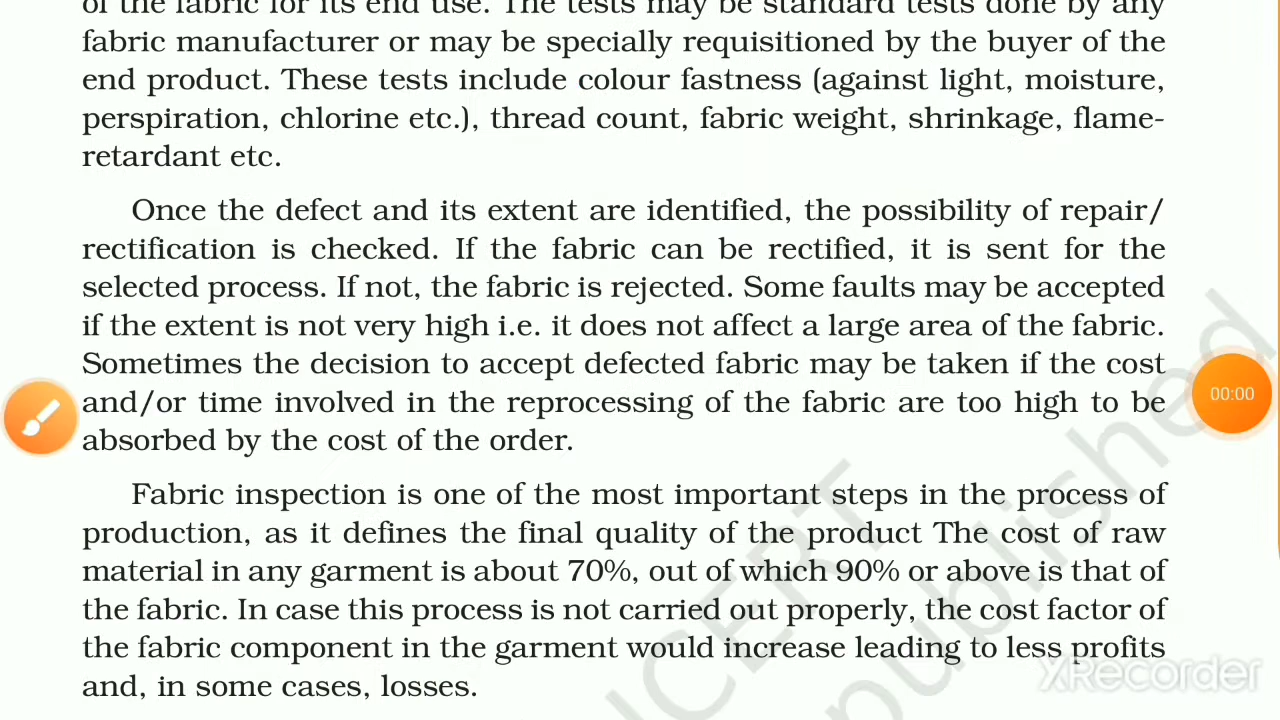 of the fabric for its end use. The tests may be standard tests done by any
fabric manufacturer or may be specially requisitioned by the buyer of the
end product. These tests include colour fastness (against light, moisture,
perspiration, chlorine etc.), thread count, fabric weight, shrinkage, flame-
retardant etc.
Once the defect and its extent are identified, the possibility of repair/
rectification is checked. If the fabric can be rectified, it is sent for the
selected process. If not, the fabric is rejected. Some faults may be accepted
if the extent is not very high i.e. it does not affect a large area of the fabric.
Sometimes the decision to accept defected fabric may be taken if the cost
and/or time involved in the reprocessing of the fabric are too high to be
absorbed by the cost of the order.
00:00
Fabric inspection is one of the most important steps in the process of
production, as it defines the final quality of the product The cost of raw
material in any garment is about 70%, out of which 90% or above is that of
the fabric. In case this process is not carried out properly, the cost factor of
the fabric component in the garment would increase leading to less profits
and, in some cases, losses.
NCERT
published
XRecorder